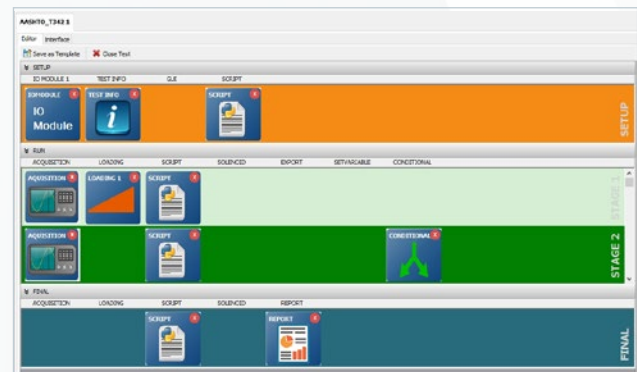 AASHTO_T342 1
Editor Interface
Save as Template Close Test
SETUP
IO MODULE 1 TEST INFO GLE SCRIPT
IOMODULE TEST INFO SCRIPT
IO
Module
SETUP
RUN
ACQUISITION LOADING SCRIPT SOLENOID EXPORT SETVARIABLE CONDITIONAL
AQUISITION LOADING 1 SCRIPT
STAGE 1
AQUISITION SCRIPT CONDITIONAL
STAGE 2
FINAL
ACQUISITION LOADING SCRIPT SOLENOID REPORT
SCRIPT REPORT
FINAL